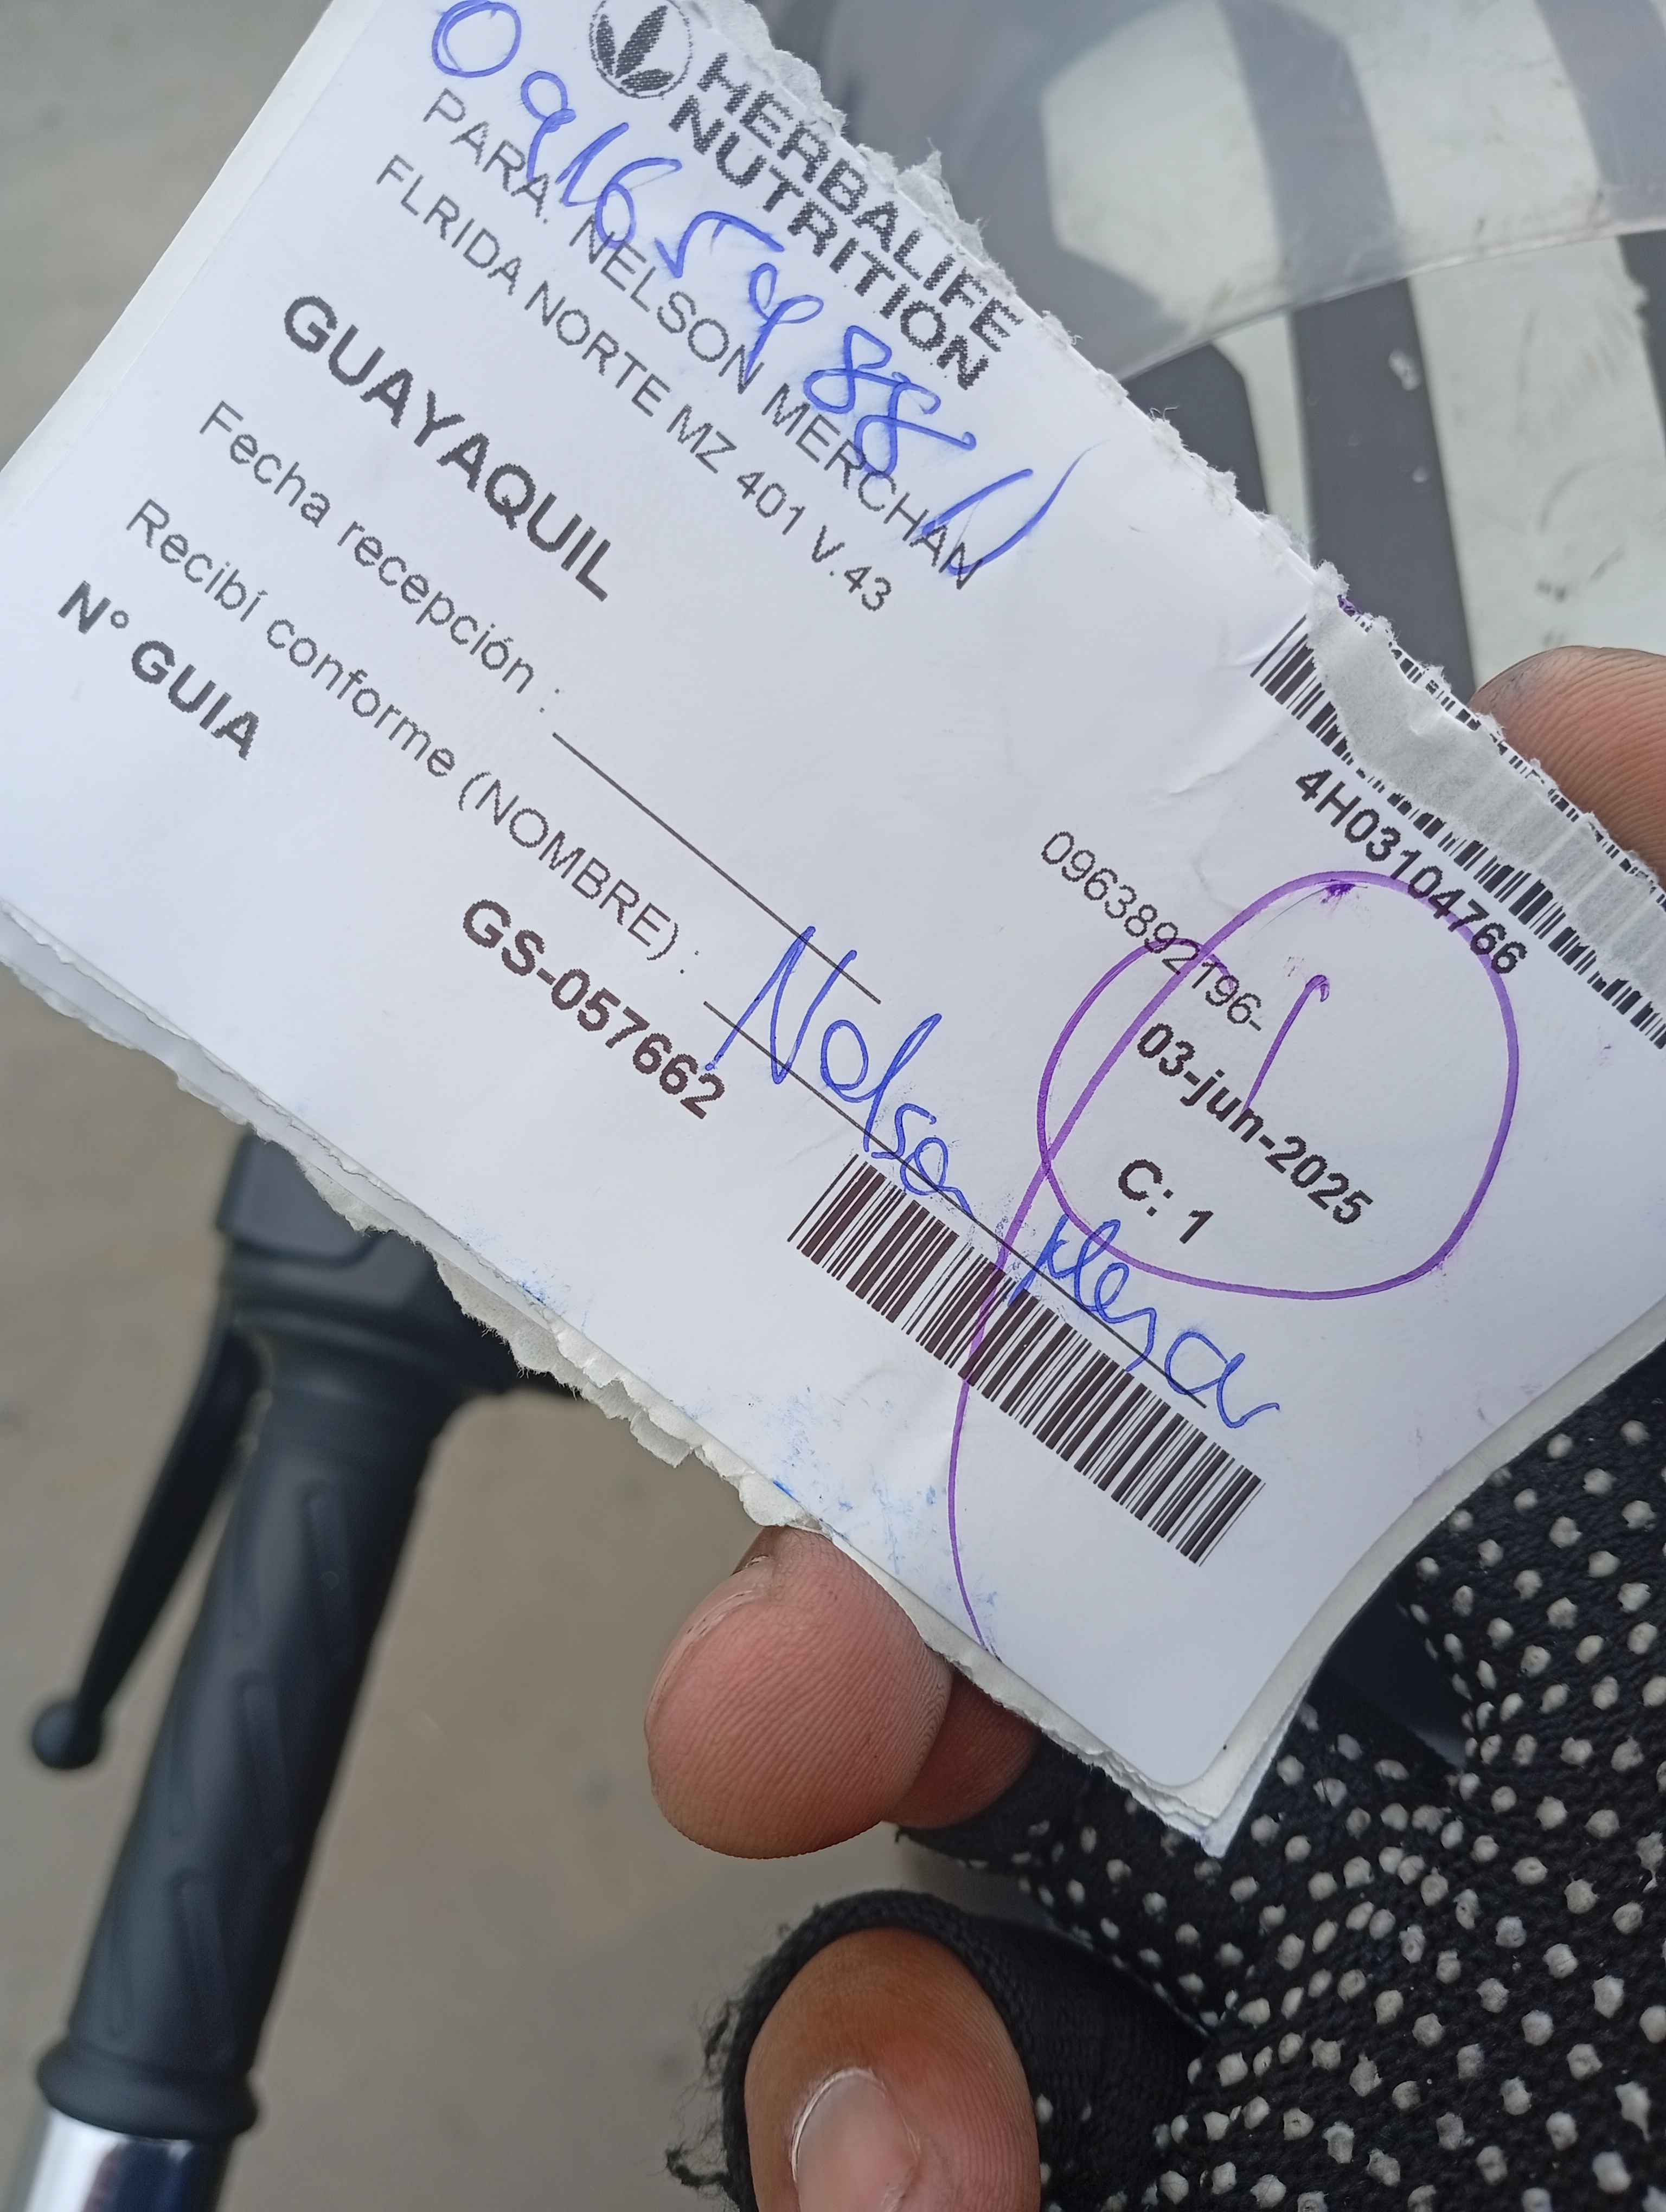 HERBALIFE
NUTRITION
4H03104766
PARA. NELSON MERCHAN
FLRIDA NORTE MZ 401 V.43
0963892196-
GUAYAQUIL
03-jun-2025
Fecha recepción :
C: 1
Recibí conforme (NOMBRE) : Nelson
N° GUIA GS-057662
1